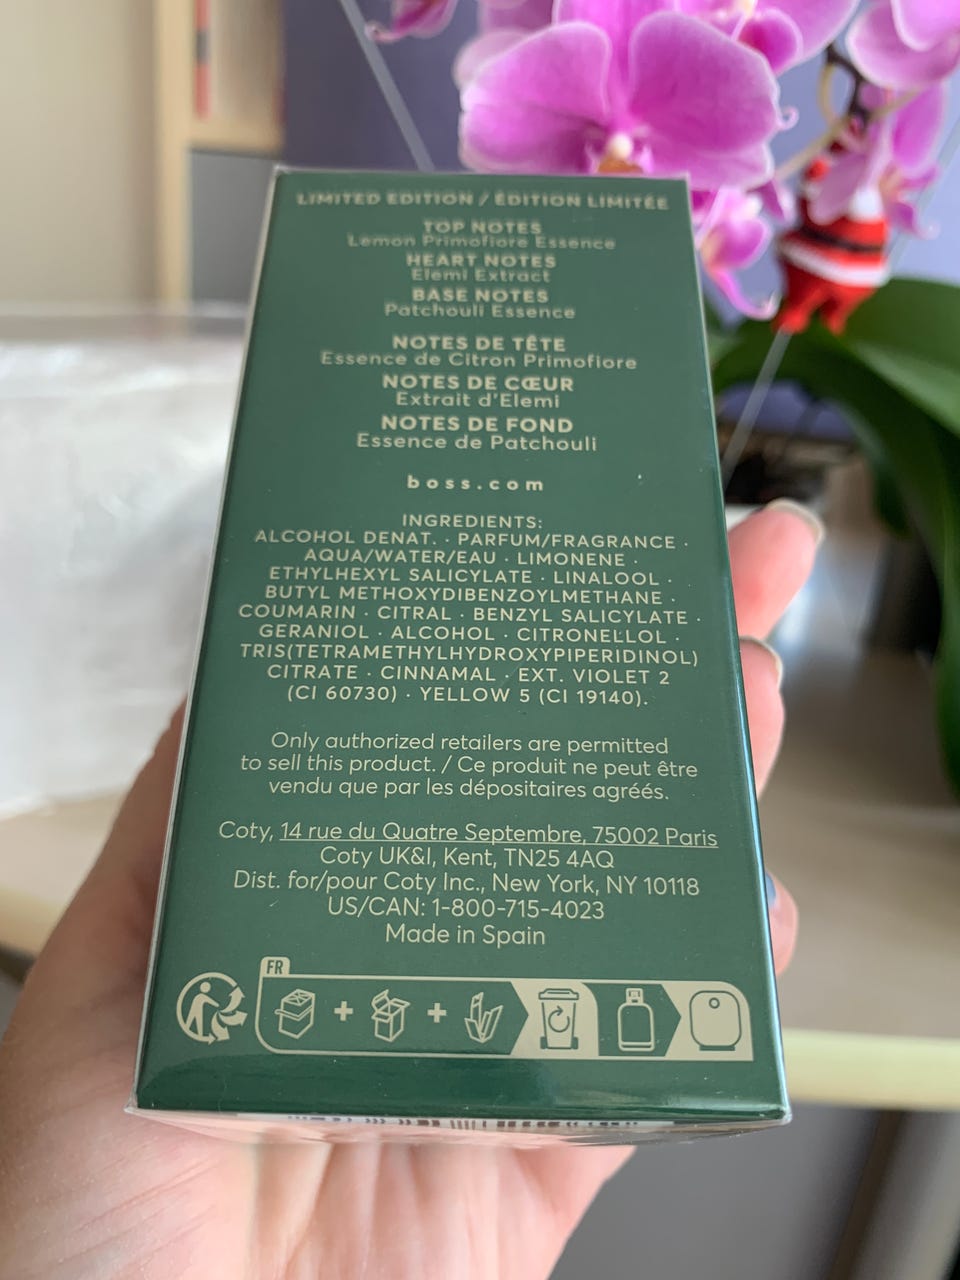 LIMITED EDITION / ÉDITION LIMITÉE
TOP NOTES
Lemon Primofiore Essence
HEART NOTES
Elemi Extract
BASE NOTES
Patchouli Essence
NOTES DE TÊTE
Essence de Citron Primofiore
NOTES DE CŒUR
Extrait d'Elemi
NOTES DE FOND
Essence de Patchouli
boss.com
INGREDIENTS:
ALCOHOL DENAT. · PARFUM/FRAGRANCE ·
AQUA/WATER/EAU · LIMONENE ·
ETHYLHEXYL SALICYLATE · LINALOOL ·
BUTYL METHOXYDIBENZOYLMETHANE ·
COUMARIN · CITRAL · BENZYL SALICYLATE ·
GERANIOL · ALCOHOL · CITRONELLOL ·
TRIS(TETRAMETHYLHYDROXYPIPERIDINOL)
CITRATE · CINNAMAL · EXT. VIOLET 2
(CI 60730) · YELLOW 5 (CI 19140).
Only authorized retailers are permitted
to sell this product. / Ce produit ne peut être
vendu que par les dépositaires agréés.
Coty, 14 rue du Quatre Septembre, 75002 Paris
Coty UK&I, Kent, TN25 4AQ
Dist. for/pour Coty Inc., New York, NY 10118
US/CAN: 1-800-715-4023
Made in Spain
FR